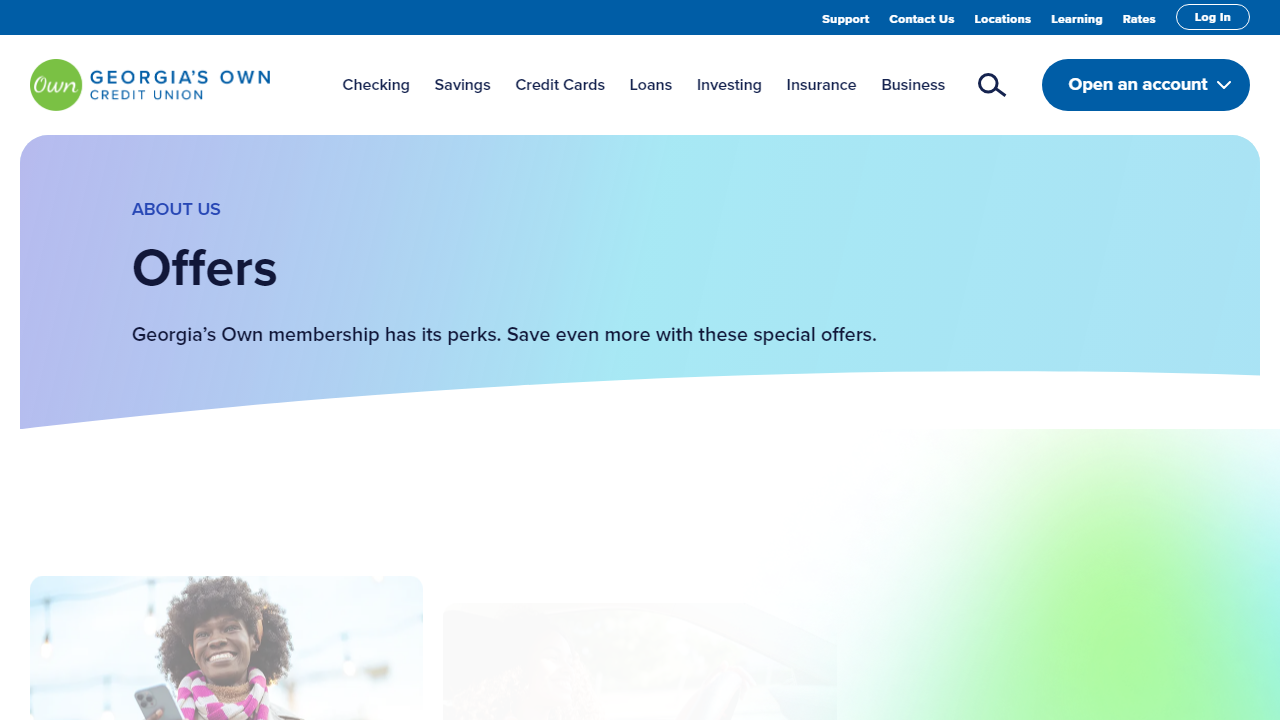 Support Contact Us Locations Learning Rates Log In
Own GEORGIA'S OWN
CREDIT UNION
Checking Savings Credit Cards Loans Investing Insurance Business Open an account
ABOUT US
Offers
Georgia’s Own membership has its perks. Save even more with these special offers.